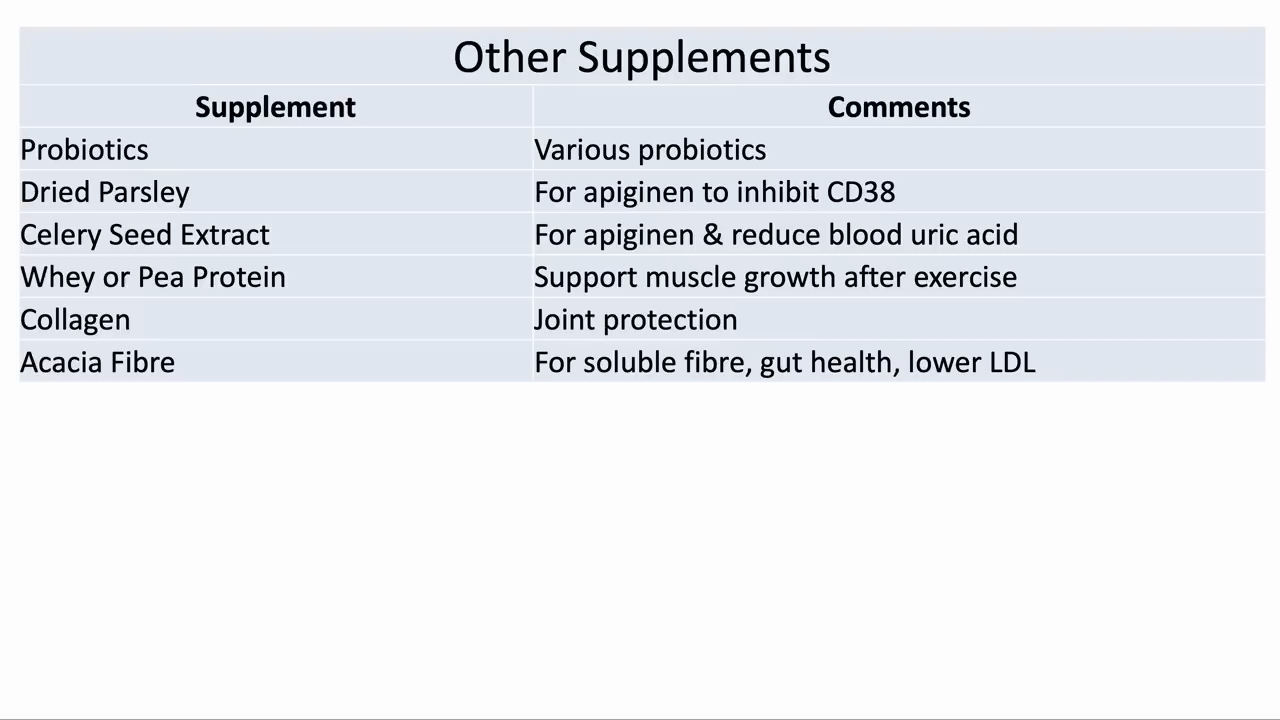 Other Supplements
Supplement Comments
Probiotics Various probiotics
Dried Parsley For apiginen to inhibit CD38
Celery Seed Extract For apiginen & reduce blood uric acid
Whey or Pea Protein Support muscle growth after exercise
Collagen Joint protection
Acacia Fibre For soluble fibre, gut health, lower LDL